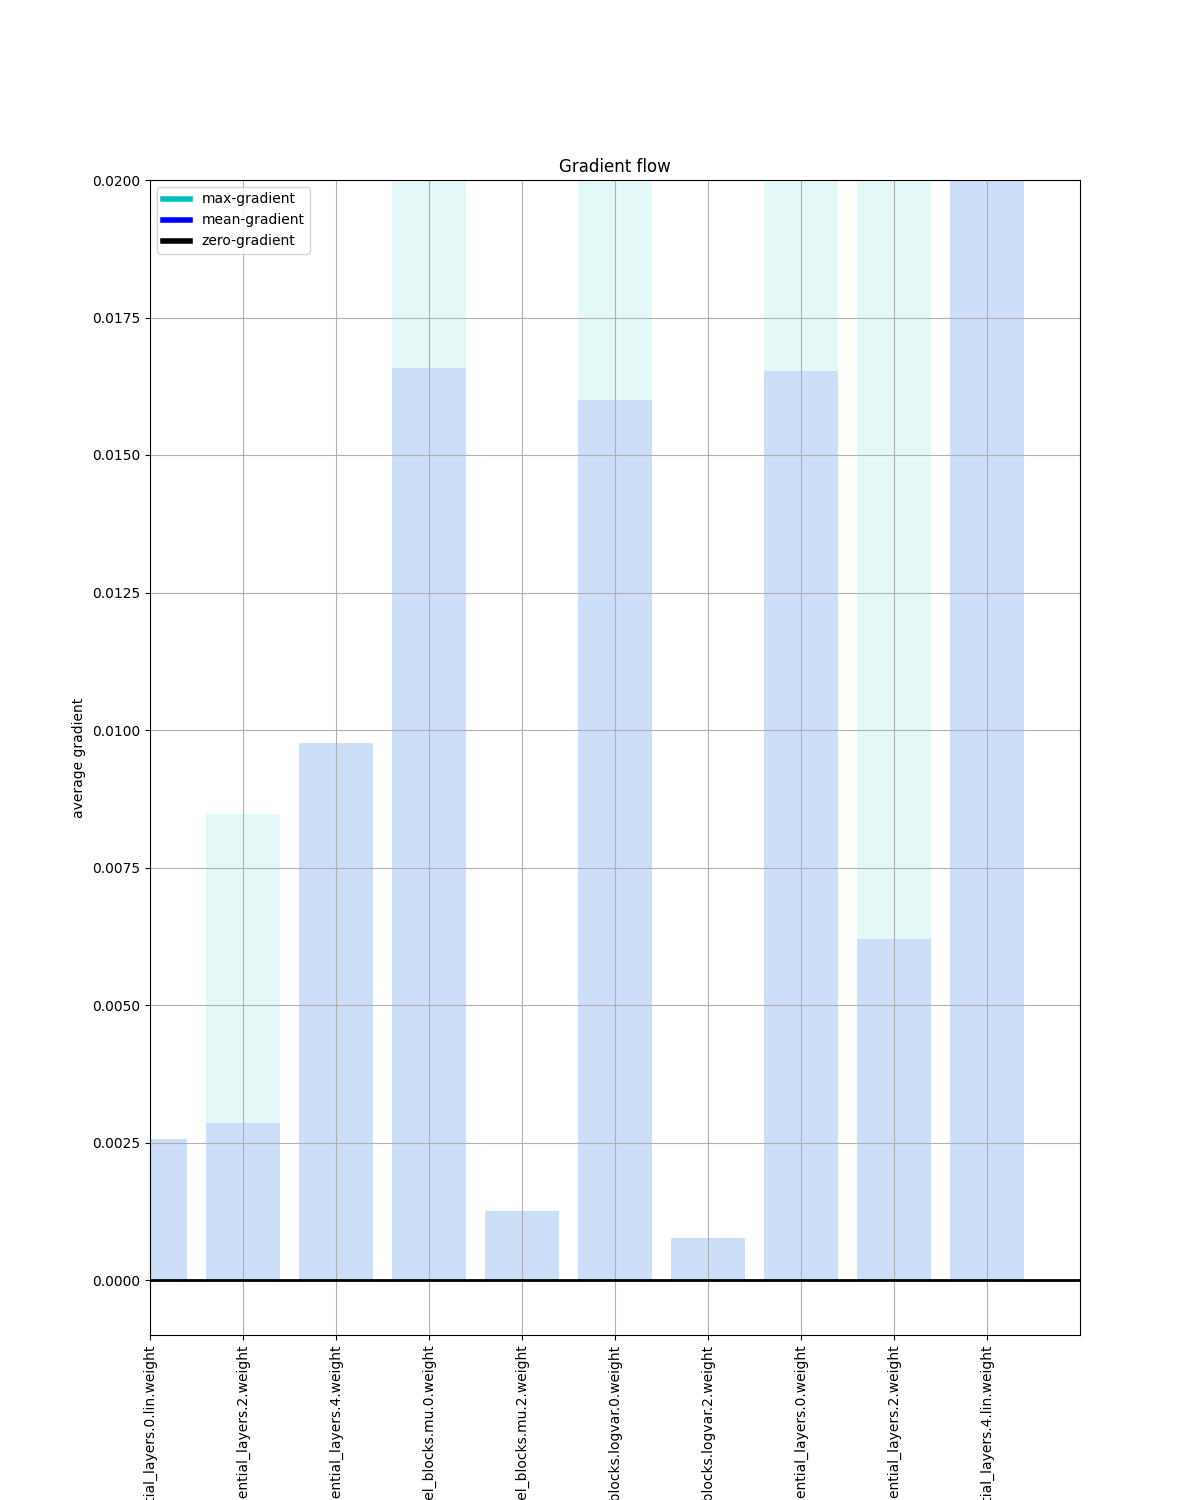 Gradient flow
max-gradient
mean-gradient
zero-gradient
0.0200
0.0175
0.0150
0.0125
0.0100
0.0075
0.0050
0.0025
0.0000
average gradient
tial_layers.0.lin.weight
ential_layers.2.weight
ential_layers.4.weight
el_blocks.mu.0.weight
el_blocks.mu.2.weight
blocks.logvar.0.weight
blocks.logvar.2.weight
ential_layers.0.weight
ential_layers.2.weight
tial_layers.4.lin.weight